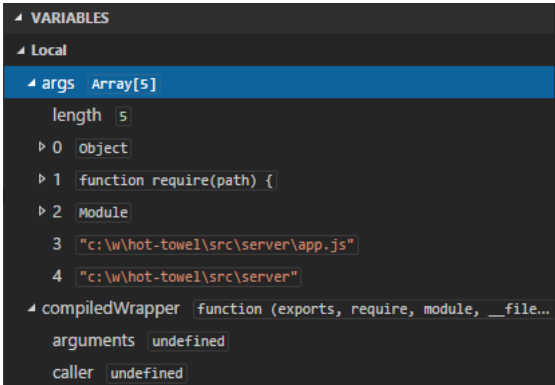 VARIABLES
Local
args Array[5]
length 5
0 Object
1 function require(path) {
2 Module
3 "c:\w\hot-towel\src\server\app.js"
4 "c:\w\hot-towel\src\server"
compiledWrapper function (exports, require, module, __file...
arguments undefined
caller undefined